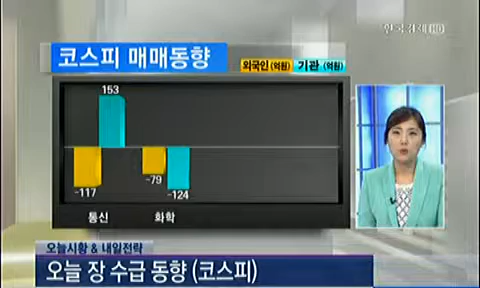 한국경제 HD
코스피 매매동향
외국인(억원) 기관(억원)
153
-117
-79
-124
통신 화학
오늘시황 & 내일전략
오늘 장 수급 동향 (코스피)